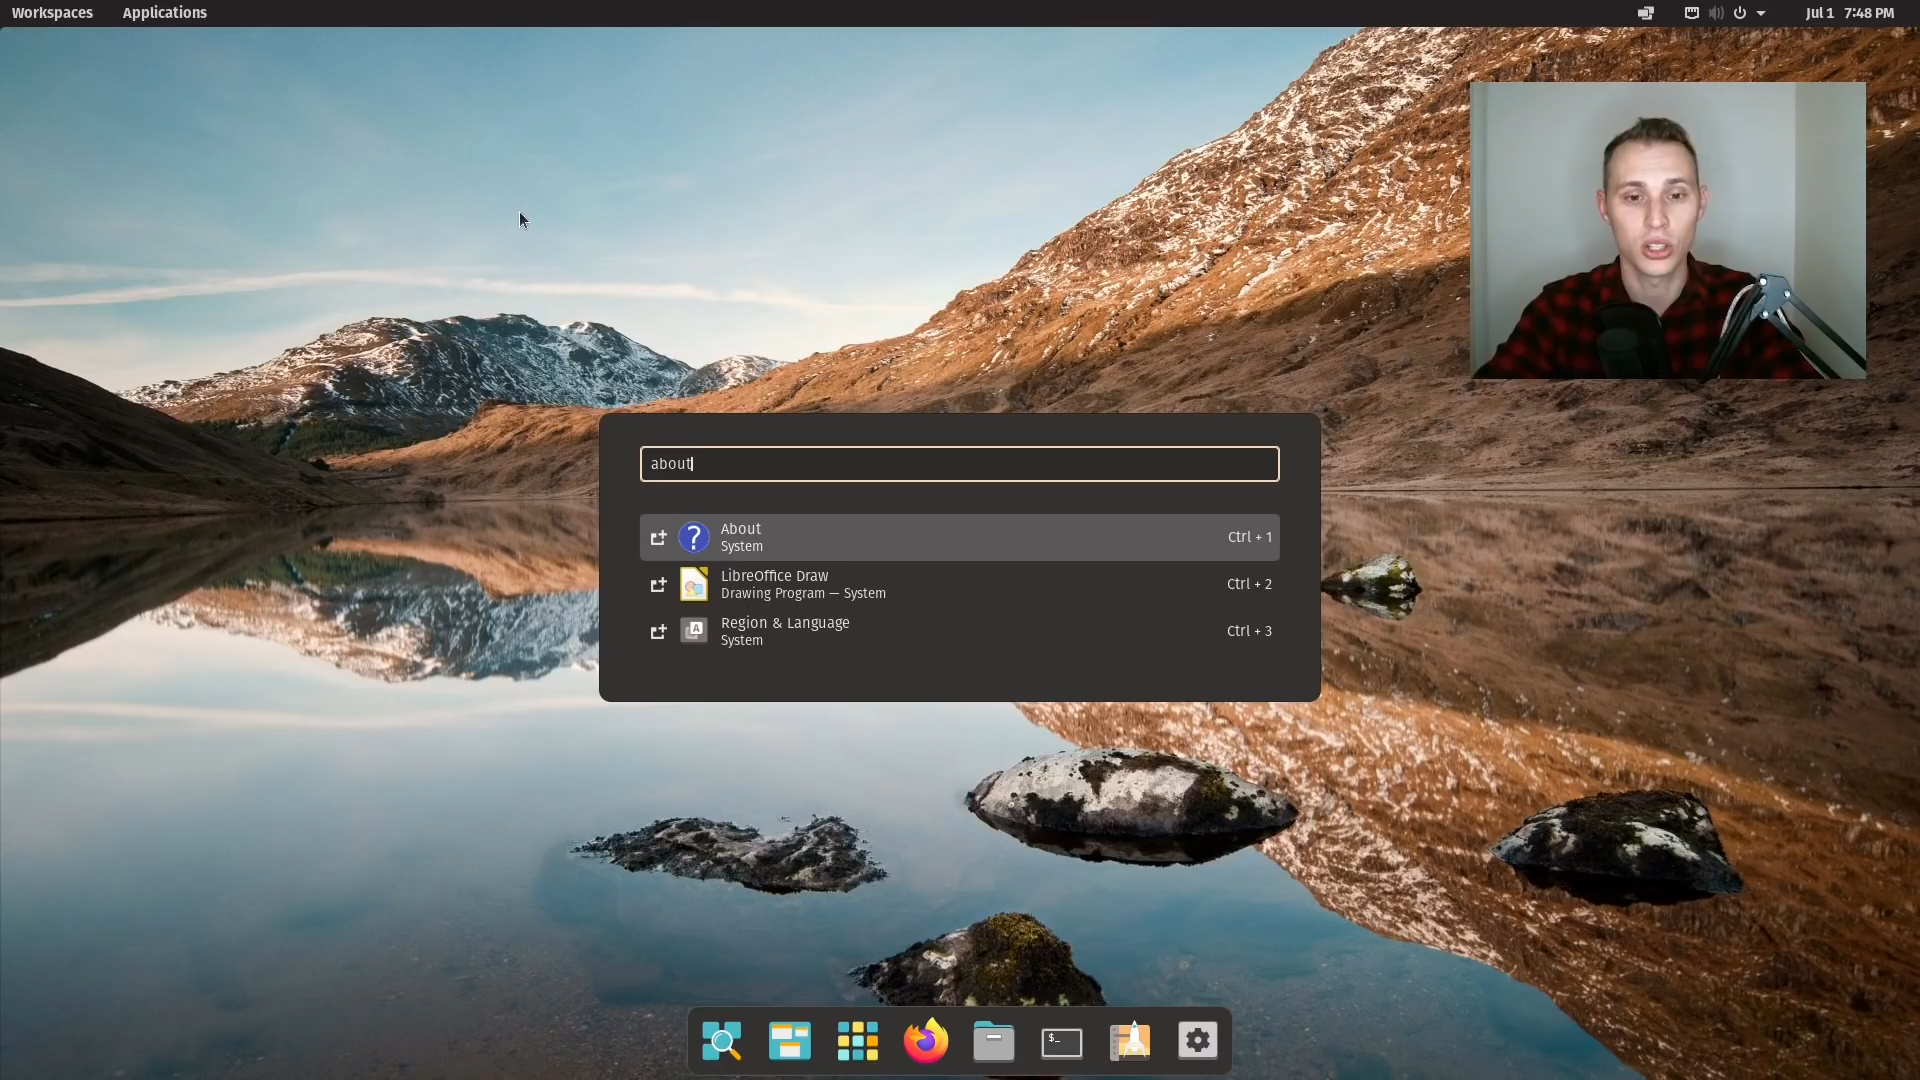 Workspaces Applications Jul 1 7:48 PM
about
About
System
Ctrl + 1
LibreOffice Draw
Drawing Program — System
Ctrl + 2
Region & Language
System
Ctrl + 3
A
$_